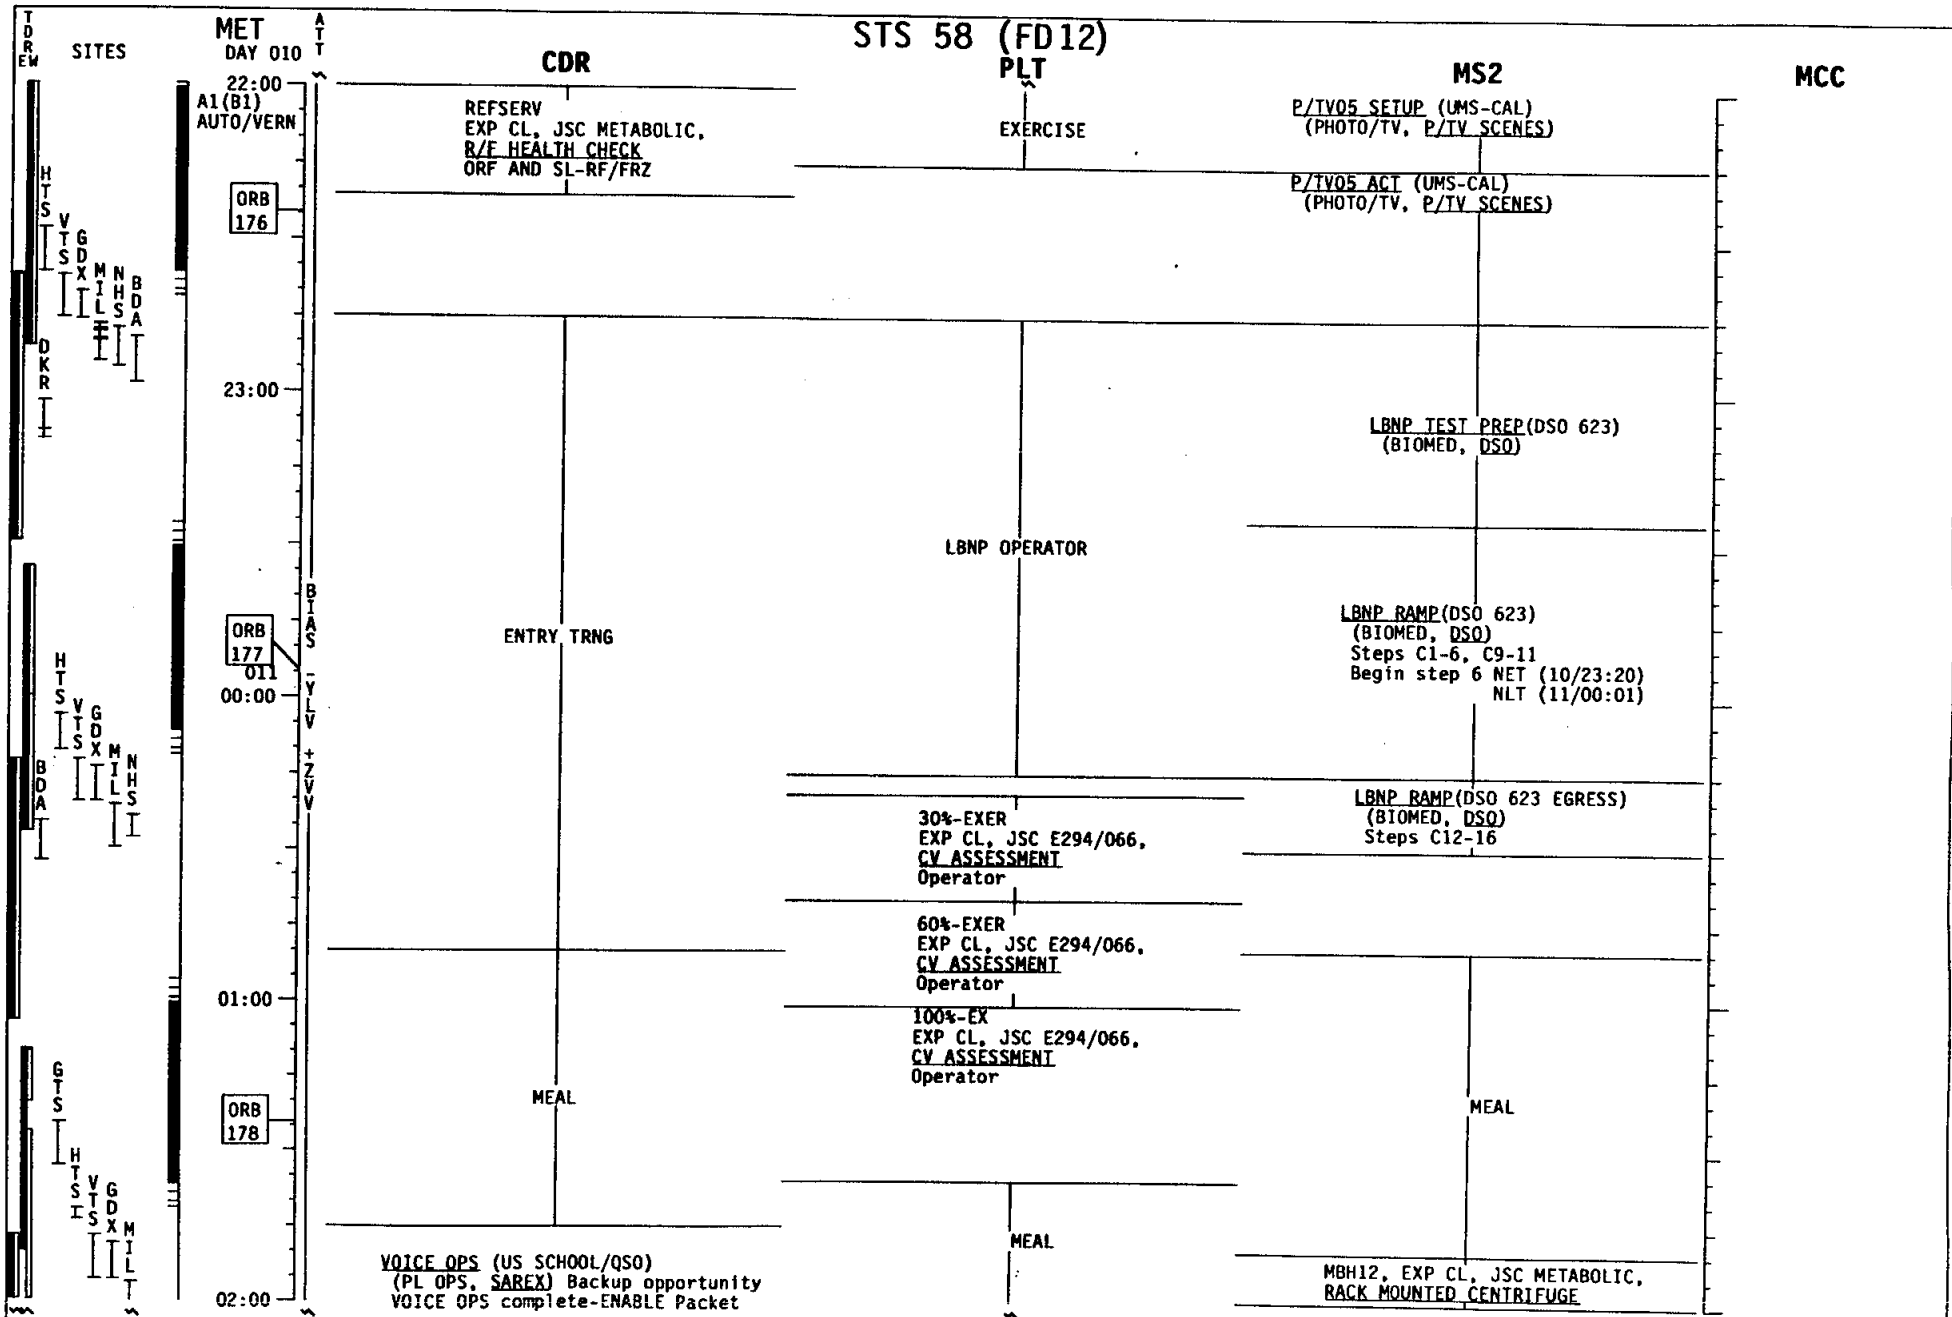 STS 58 (FD12)
TDRE W
SITES
MET
DAY 010
ATT
CDR
PLT
MS2
MCC
22:00
A1(B1)
AUTO/VERN
REFSERV
EXP CL, JSC METABOLIC,
R/F HEALTH CHECK
ORF AND SL-RF/FRZ
EXERCISE
P/TV05 SETUP (UMS-CAL)
(PHOTO/TV, P/TV SCENES)
P/TV05 ACT (UMS-CAL)
(PHOTO/TV, P/TV SCENES)
HTS
VTS
GDX
MIL
NHS
BDA
DKR
ORB
176
23:00
LBNP TEST PREP(DSO 623)
(BIOMED, DSO)
LBNP OPERATOR
ENTRY TRNG
BIAS -YLV +ZVV
ORB
177
011
00:00
LBNP RAMP(DSO 623)
(BIOMED, DSO)
Steps C1-6, C9-11
Begin step 6 NET (10/23:20)
NLT (11/00:01)
HTS
VTS
GDX
MIL
NHS
BDA
LBNP RAMP(DSO 623 EGRESS)
(BIOMED, DSO)
Steps C12-16
30%-EXER
EXP CL, JSC E294/066,
CV ASSESSMENT
Operator
60%-EXER
EXP CL, JSC E294/066,
CV ASSESSMENT
Operator
01:00
100%-EX
EXP CL, JSC E294/066,
CV ASSESSMENT
Operator
MEAL
MEAL
GTS
HTS
VTS
GDX
MIL
ORB
178
MEAL
VOICE OPS (US SCHOOL/QSO)
(PL OPS, SAREX) Backup opportunity
VOICE OPS complete-ENABLE Packet
MBH12, EXP CL, JSC METABOLIC,
RACK MOUNTED CENTRIFUGE
02:00